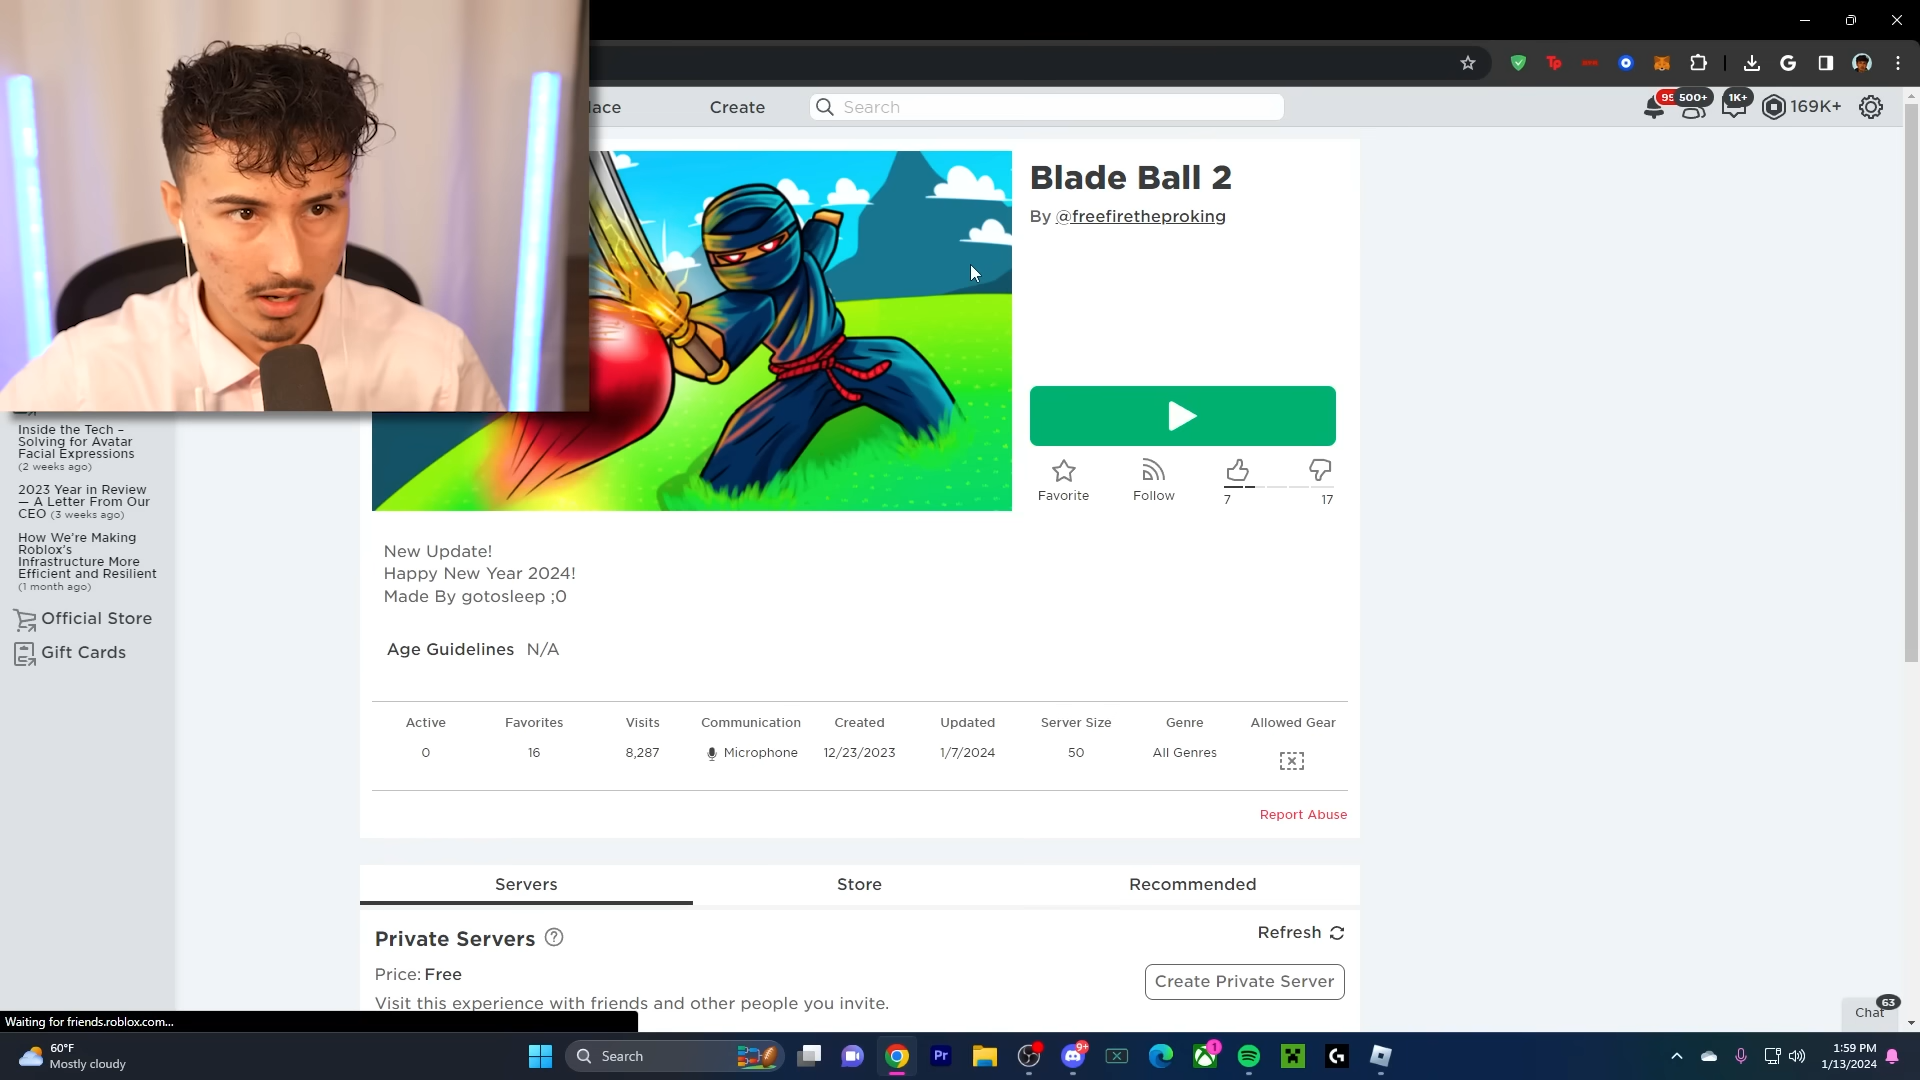 lace
Create
Search
95
500+
1K+
169K+
Blade Ball 2
By @freefiretheproking
Favorite
Follow
7
17
Inside the Tech –
Solving for Avatar
Facial Expressions
(2 weeks ago)
2023 Year in Review
— A Letter From Our
CEO (3 weeks ago)
How We're Making
Roblox's
Infrastructure More
Efficient and Resilient
(1 month ago)
Official Store
Gift Cards
New Update!
Happy New Year 2024!
Made By gotosleep ;0
Age Guidelines N/A
Active Favorites Visits Communication Created Updated Server Size Genre Allowed Gear
0 16 8,287 Microphone 12/23/2023 1/7/2024 50 All Genres
Report Abuse
Servers Store Recommended
Private Servers
Refresh
Price: Free
Create Private Server
Visit this experience with friends and other people you invite.
Chat
63
Waiting for friends.roblox.com...
60°F
Mostly cloudy
Search
Pr
9+
1
1:59 PM
1/13/2024